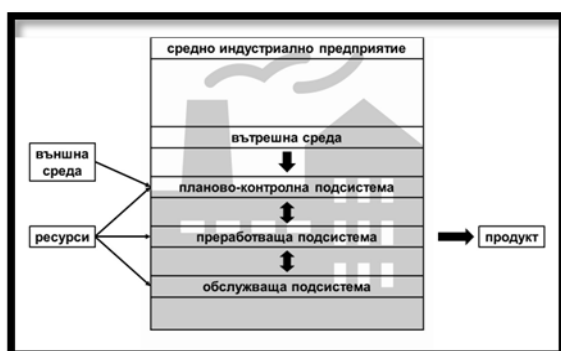 средно индустриално предприятие
вътрешна среда
външна
среда
планово-контролна подсистема
ресурси
преработваща подсистема
продукт
обслужваща подсистема